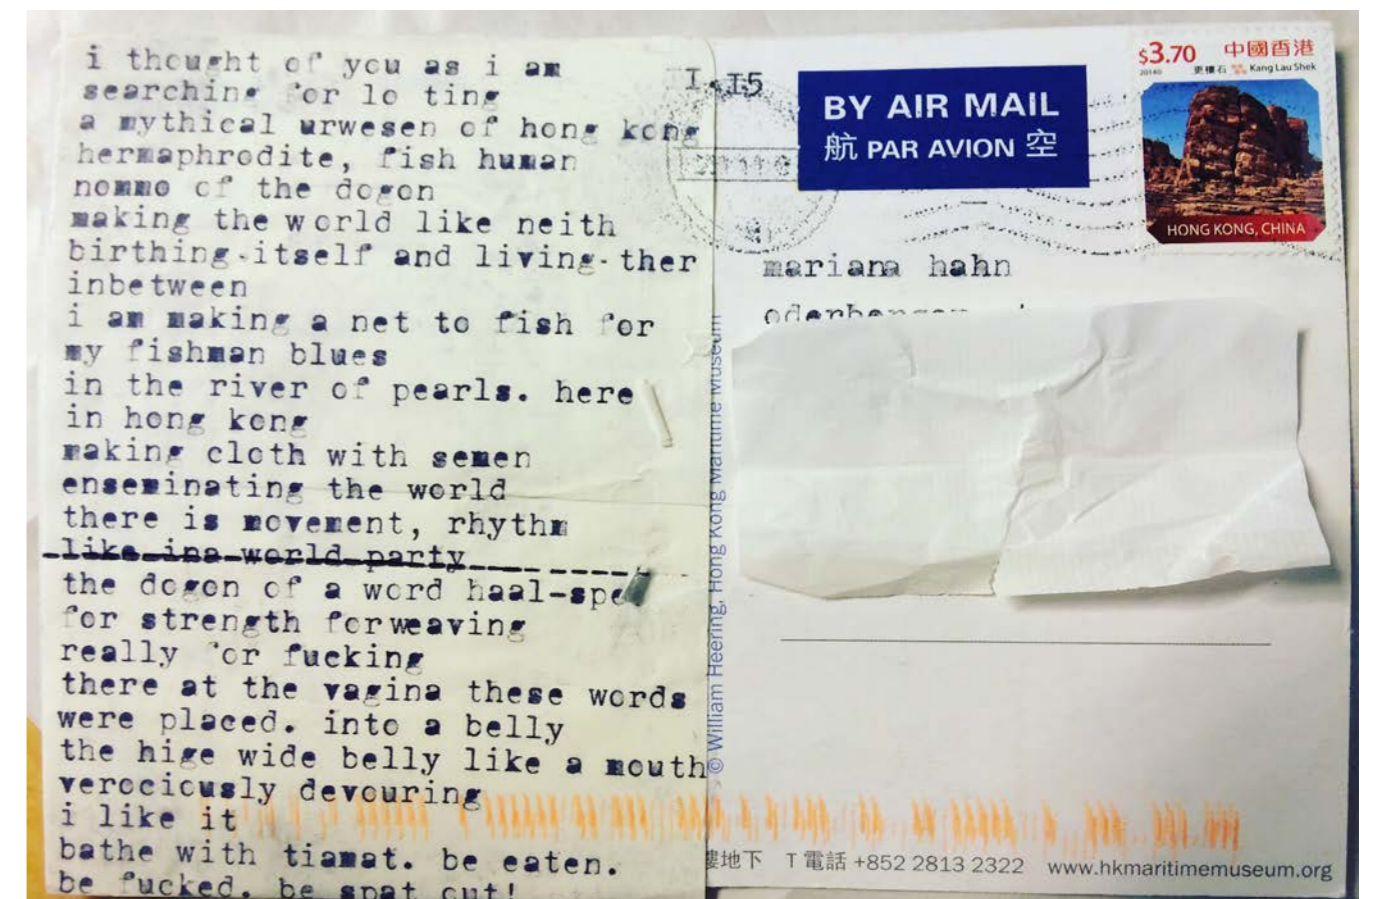 i thought of you as i am
searching for lo ting
a mythical urwesen of hong kong
hermaphrodite, fish human
nommo of the dogon
making the world like neith
birthing.itself and living.ther
inbetween
i am making a net to fish for
my fishman blues
in the river of pearls. here
in hong kong
making cloth with semen
enseminating the world
there is movement, rhythm
like ina world party
the dogon of a word haal-spe
for strength forweaving
really for fucking
there at the vagina these words
were placed. into a belly
the hige wide belly like a mouth
verociously devouring
i like it
bathe with tiamat. be eaten.
be fucked. be spat out!
BY AIR MAIL
航 PAR AVION 空
$3.70 中國香港
更樓石 Kang Lau Shek
HONG KONG, CHINA
mariana hahn
© William Heering, Hong Kong Maritime Museum
樓地下 T 電話 +852 2813 2322 www.hkmaritimemuseum.org